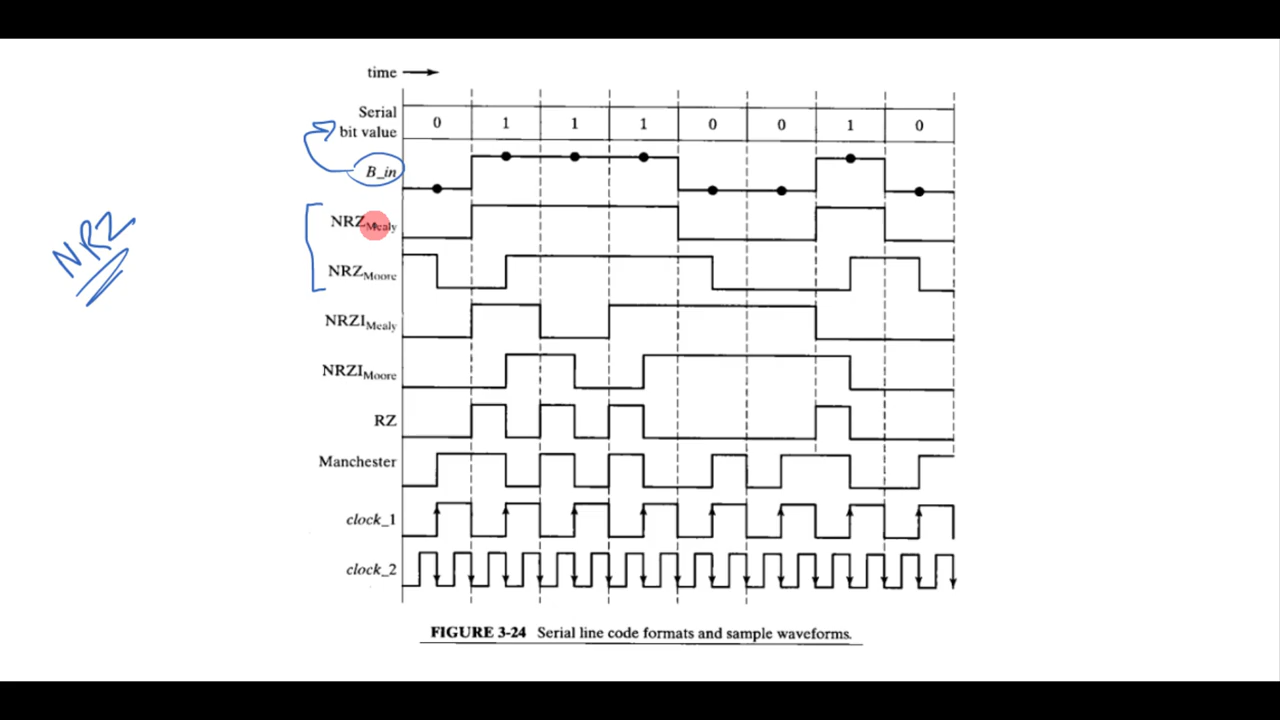 time
Serial
bit value
0 1 1 1 0 0 1 0
B_in
NRZ
NRZMealy
NRZMoore
NRZIMealy
NRZIMoore
RZ
Manchester
clock_1
clock_2
FIGURE 3-24 Serial line code formats and sample waveforms.